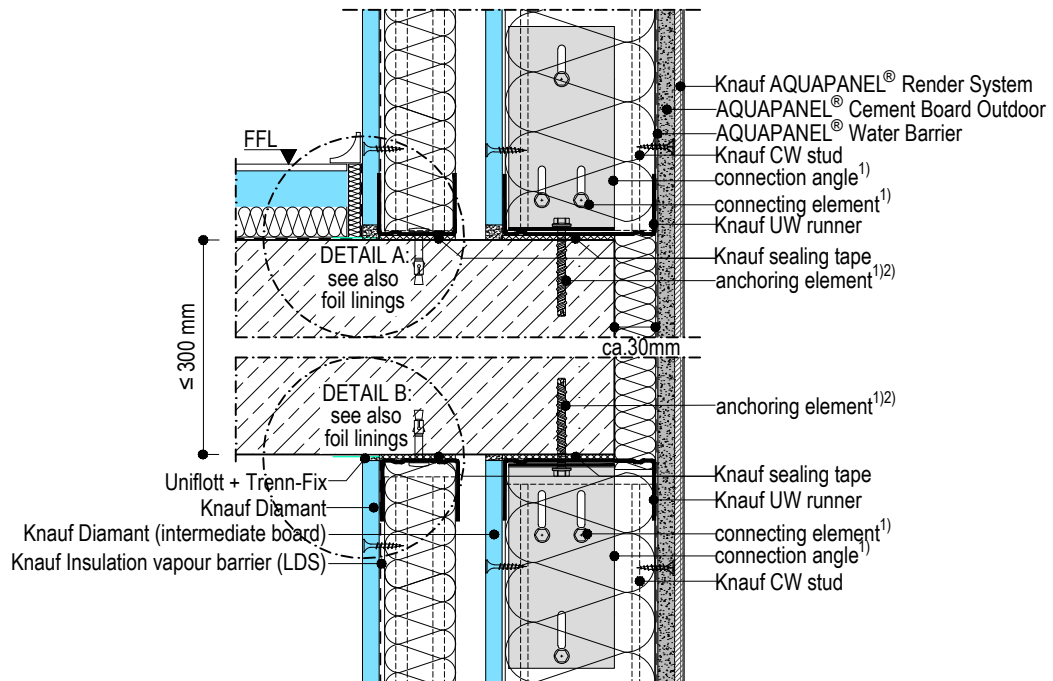 Knauf AQUAPANEL® Render System
AQUAPANEL® Cement Board Outdoor
AQUAPANEL® Water Barrier
FFL
Knauf CW stud
connection angle1)
connecting element1)
Knauf UW runner
DETAIL A:
see also
foil linings
Knauf sealing tape
anchoring element1)2)
≤ 300 mm
ca.30mm
DETAIL B:
see also
foil linings
anchoring element1)2)
Uniflott + Trenn-Fix
Knauf Diamant
Knauf Diamant (intermediate board)
Knauf Insulation vapour barrier (LDS)
Knauf sealing tape
Knauf UW runner
connecting element1)
connection angle1)
Knauf CW stud